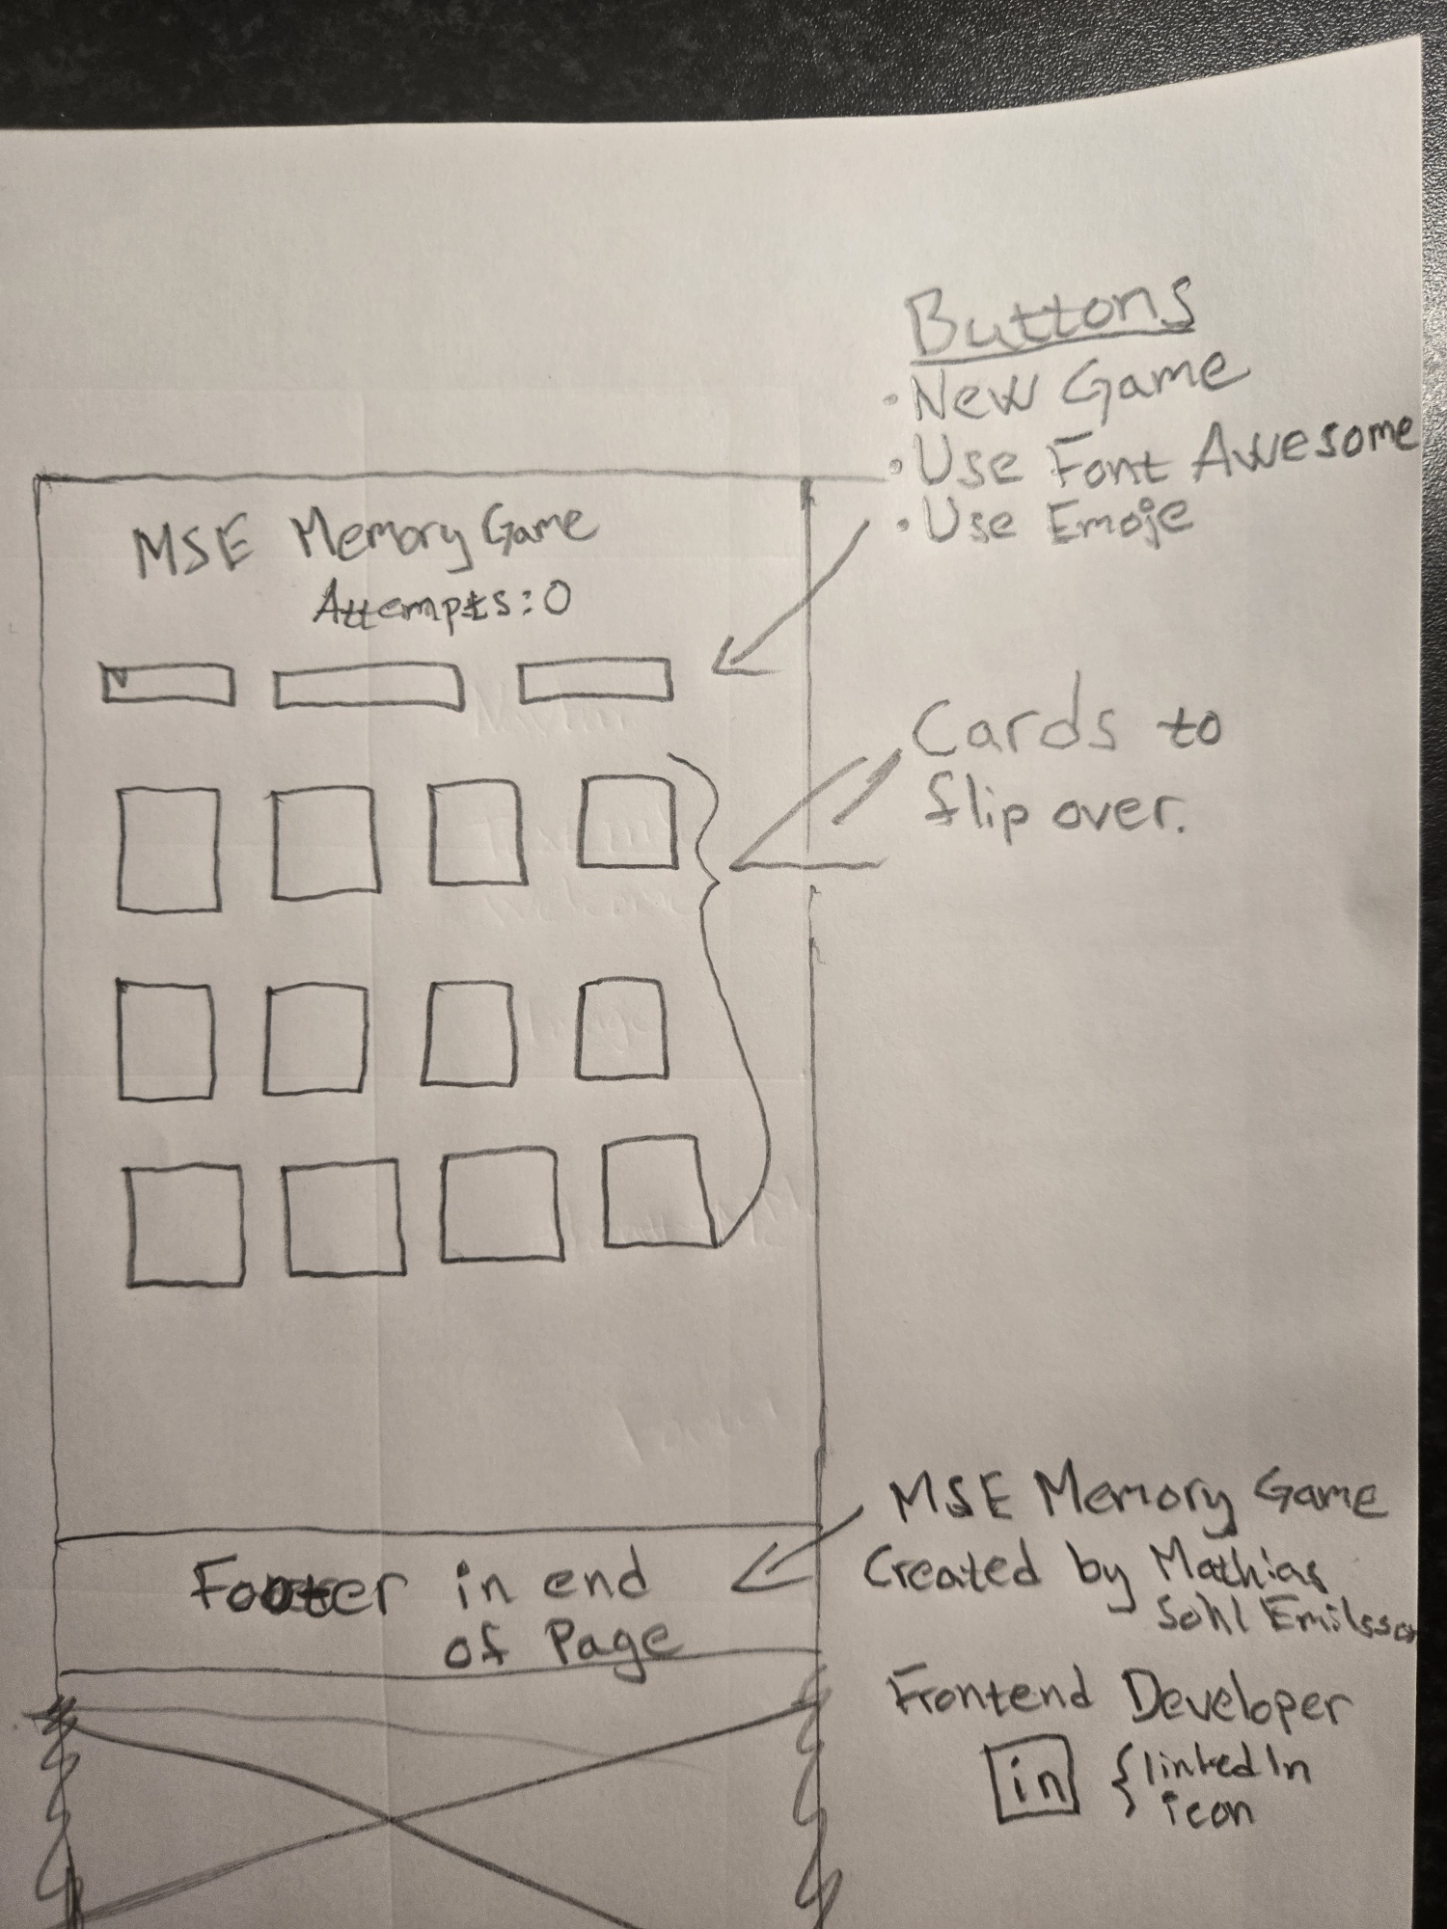 Buttons
• New Game
• Use Font Awesome
• Use Emoje
MSE Memory Game
Attempts: 0
Cards to
flip over.
MSE Memory Game
Created by Mathias
Sohl Emilsson
Footer in end
of Page
Frontend Developer
in { linkedIn
icon